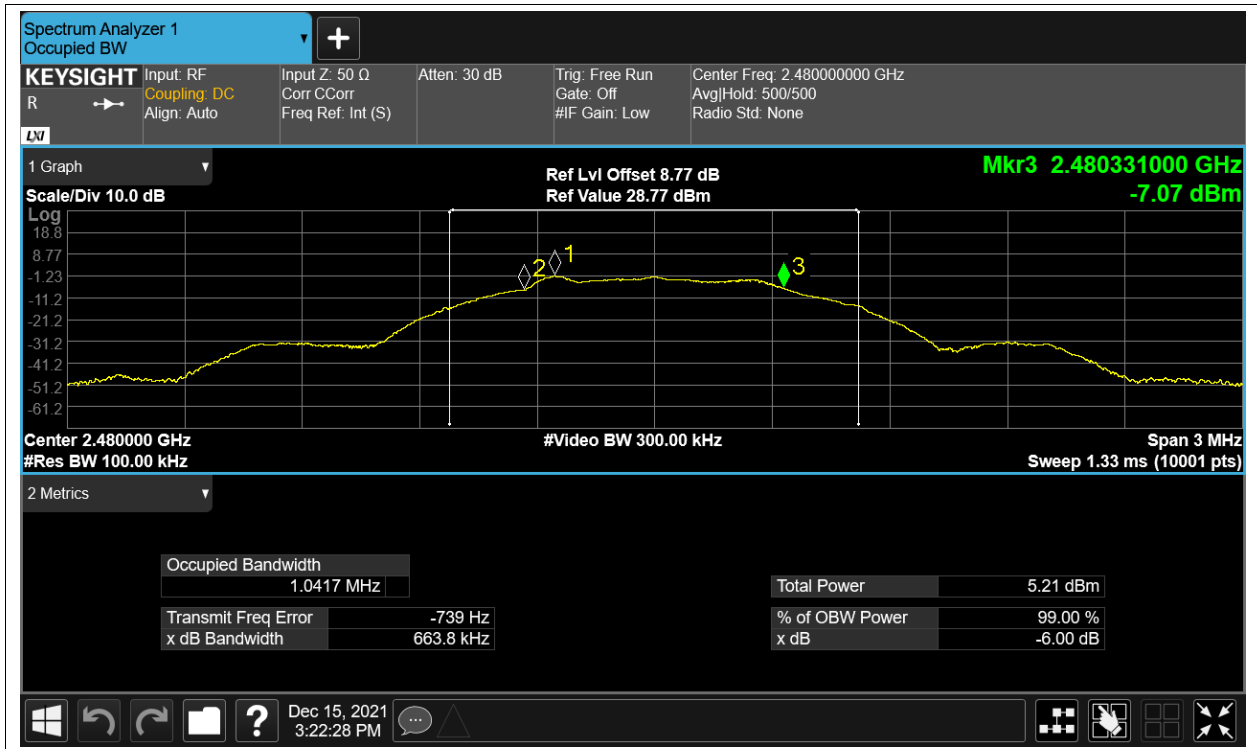 Spectrum Analyzer 1
Occupied BW
KEYSIGHT
R
LXI
Input: RF
Coupling: DC
Align: Auto
Input Z: 50 Ω
Corr CCorr
Freq Ref: Int (S)
Atten: 30 dB
Trig: Free Run
Gate: Off
#IF Gain: Low
Center Freq: 2.480000000 GHz
Avg|Hold: 500/500
Radio Std: None
1 Graph
Scale/Div 10.0 dB
Ref Lvl Offset 8.77 dB
Ref Value 28.77 dBm
Mkr3 2.480331000 GHz
-7.07 dBm
Log
18.8
8.77
-1.23
-11.2
-21.2
-31.2
-41.2
-51.2
-61.2
2
1
3
Center 2.480000 GHz
#Video BW 300.00 kHz
Span 3 MHz
#Res BW 100.00 kHz
Sweep 1.33 ms (10001 pts)
2 Metrics
Occupied Bandwidth
1.0417 MHz
Total Power 5.21 dBm
Transmit Freq Error -739 Hz
% of OBW Power 99.00 %
x dB Bandwidth 663.8 kHz
x dB -6.00 dB
?
Dec 15, 2021
3:22:28 PM